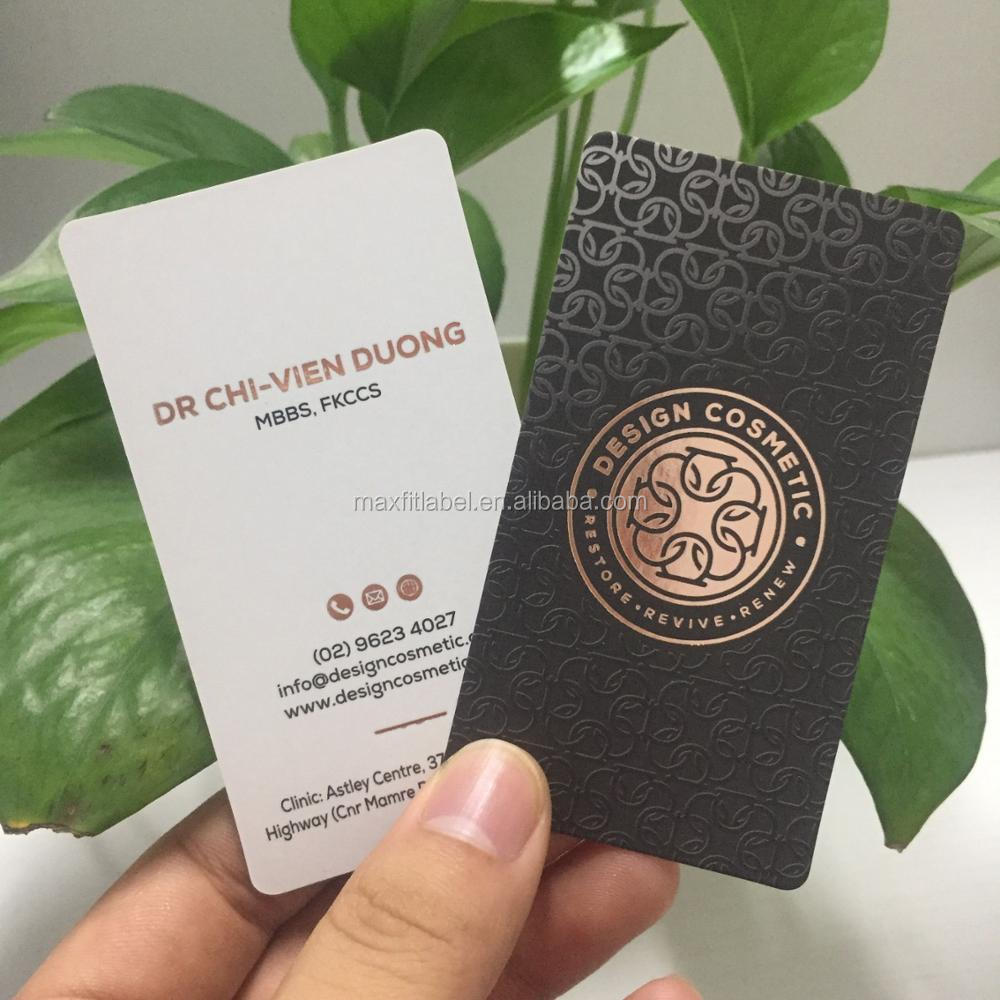 DR CHI-VIEN DUONG
MBBS, FKCCS
(02) 9623 4027
info@designcosmetic.
www.designcosmetic
Clinic: Astley Centre, 37
Highway (Cnr Mamre
DESIGN COSMETIC
RESTORE • REVIVE • RENEW
maxfitlabel.en.alibaba.com